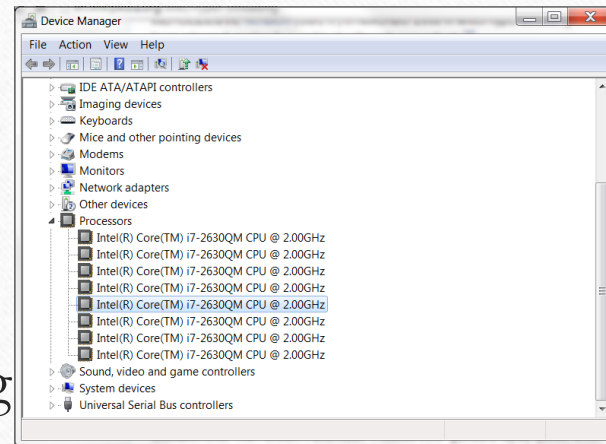 Device Manager
File Action View Help
IDE ATA/ATAPI controllers
Imaging devices
Keyboards
Mice and other pointing devices
Modems
Monitors
Network adapters
Other devices
Processors
Intel(R) Core(TM) i7-2630QM CPU @ 2.00GHz
Intel(R) Core(TM) i7-2630QM CPU @ 2.00GHz
Intel(R) Core(TM) i7-2630QM CPU @ 2.00GHz
Intel(R) Core(TM) i7-2630QM CPU @ 2.00GHz
Intel(R) Core(TM) i7-2630QM CPU @ 2.00GHz
Intel(R) Core(TM) i7-2630QM CPU @ 2.00GHz
Intel(R) Core(TM) i7-2630QM CPU @ 2.00GHz
Intel(R) Core(TM) i7-2630QM CPU @ 2.00GHz
Sound, video and game controllers
System devices
Universal Serial Bus controllers